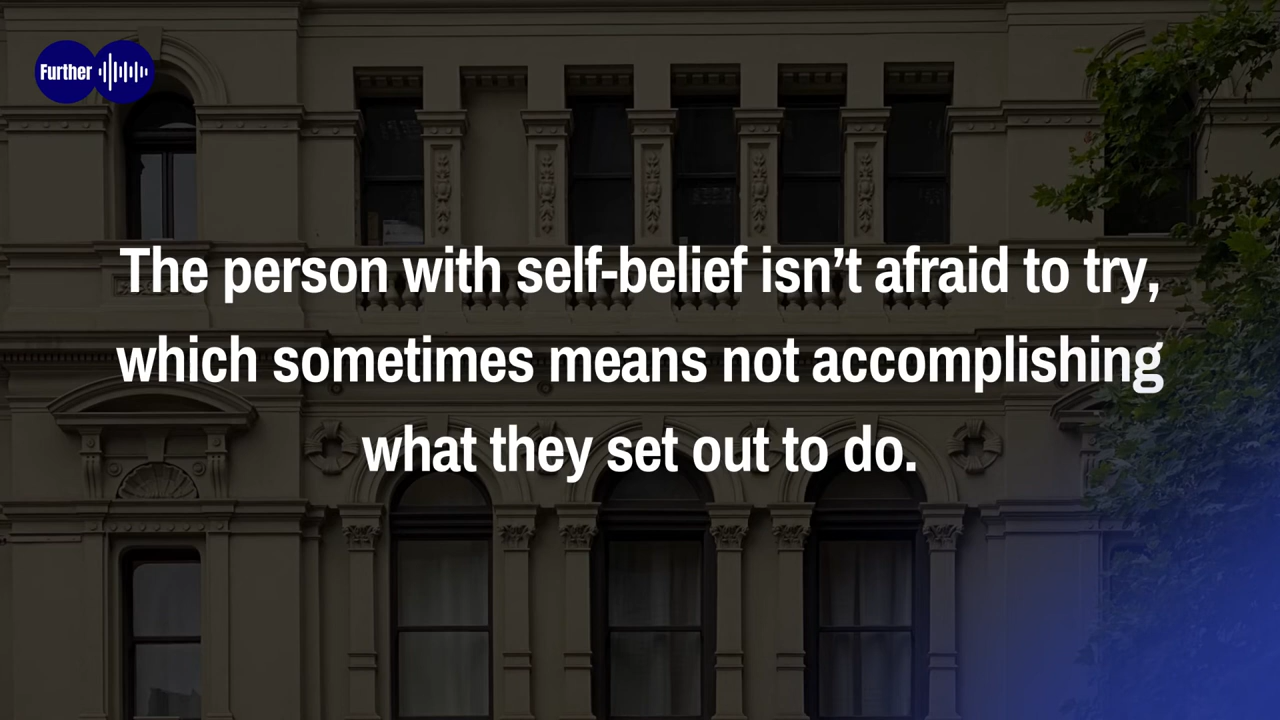 Further
The person with self-belief isn’t afraid to try,
which sometimes means not accomplishing
what they set out to do.